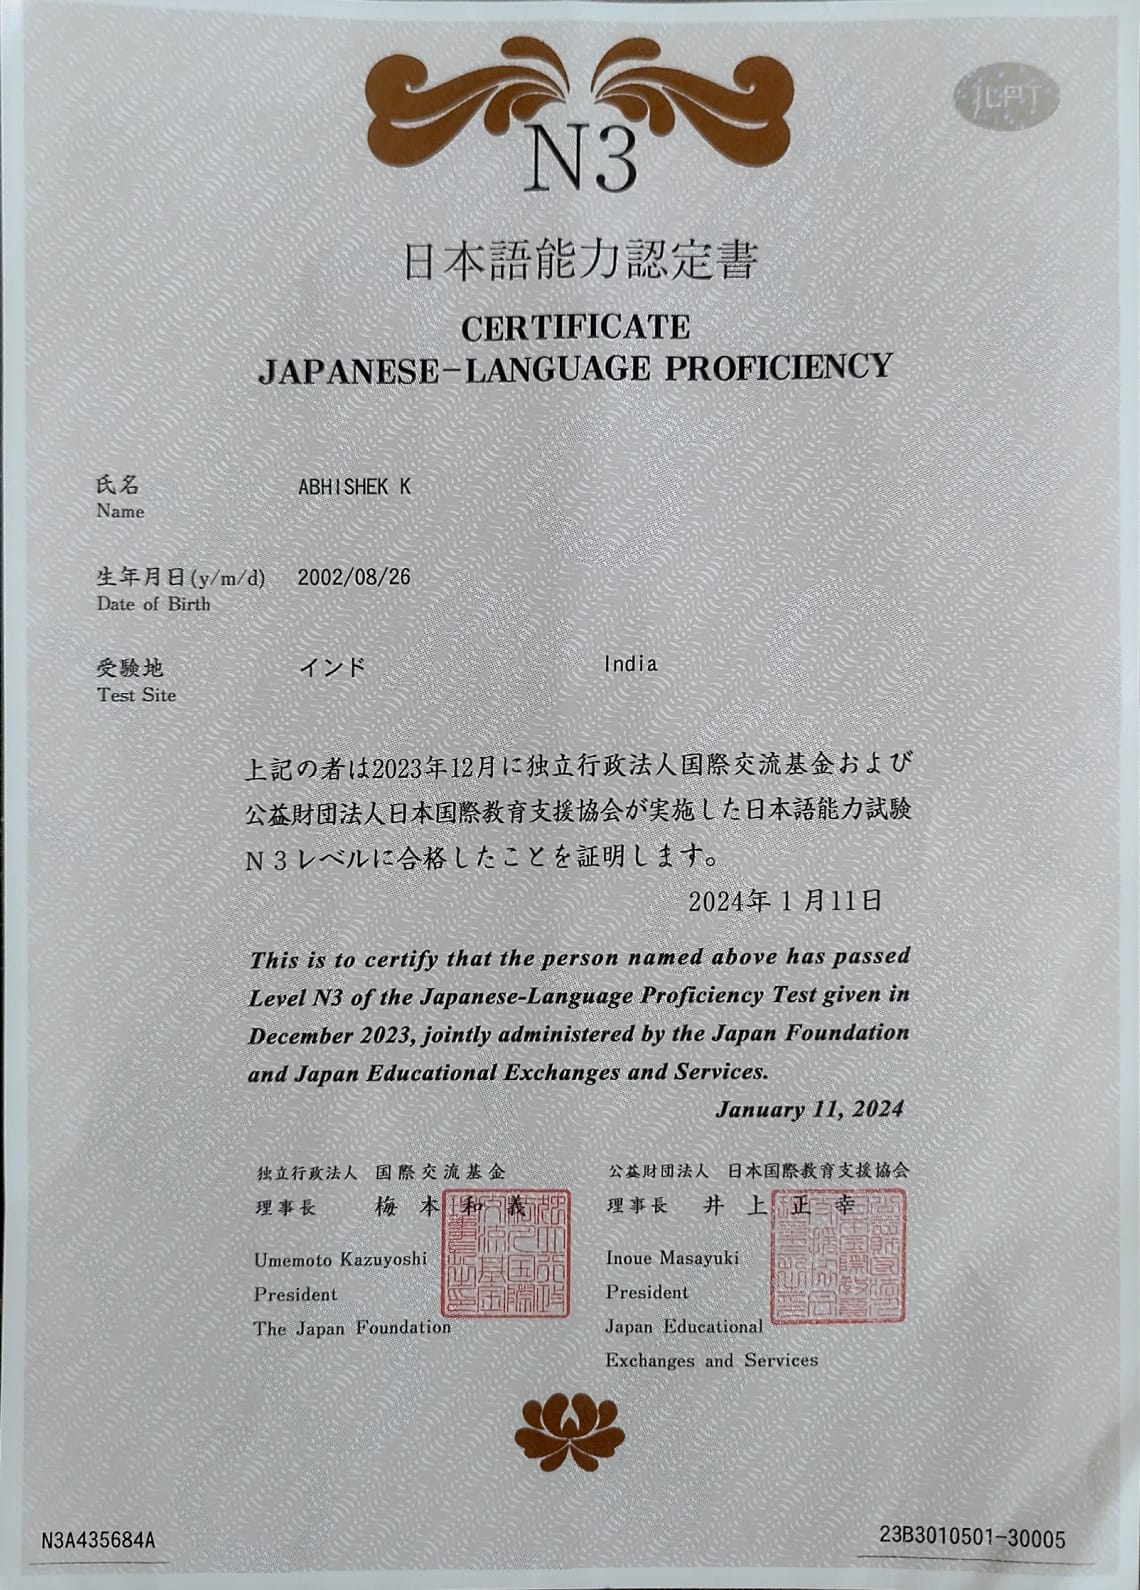 JLPT
N3
日本語能力認定書
CERTIFICATE
JAPANESE-LANGUAGE PROFICIENCY
氏名 ABHISHEK K
Name
生年月日(y/m/d) 2002/08/26
Date of Birth
受験地 インド India
Test Site
上記の者は2023年12月に独立行政法人国際交流基金および
公益財団法人日本国際教育支援協会が実施した日本語能力試験
N3レベルに合格したことを証明します。
2024年1月11日
This is to certify that the person named above has passed
Level N3 of the Japanese-Language Proficiency Test given in
December 2023, jointly administered by the Japan Foundation
and Japan Educational Exchanges and Services.
January 11, 2024
独立行政法人 国際交流基金
理事長 梅本和義
Umemoto Kazuyoshi
President
The Japan Foundation
公益財団法人 日本国際教育支援協会
理事長 井上正幸
Inoue Masayuki
President
Japan Educational
Exchanges and Services
N3A435684A
23B3010501-30005